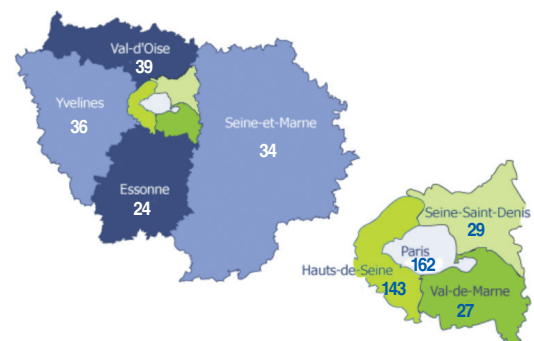 Val-d'Oise
39
Yvelines
36
Seine-et-Marne
34
Essonne
24
Seine-Saint-Denis
29
Paris
162
Hauts-de-Seine
143
Val-de-Marne
27